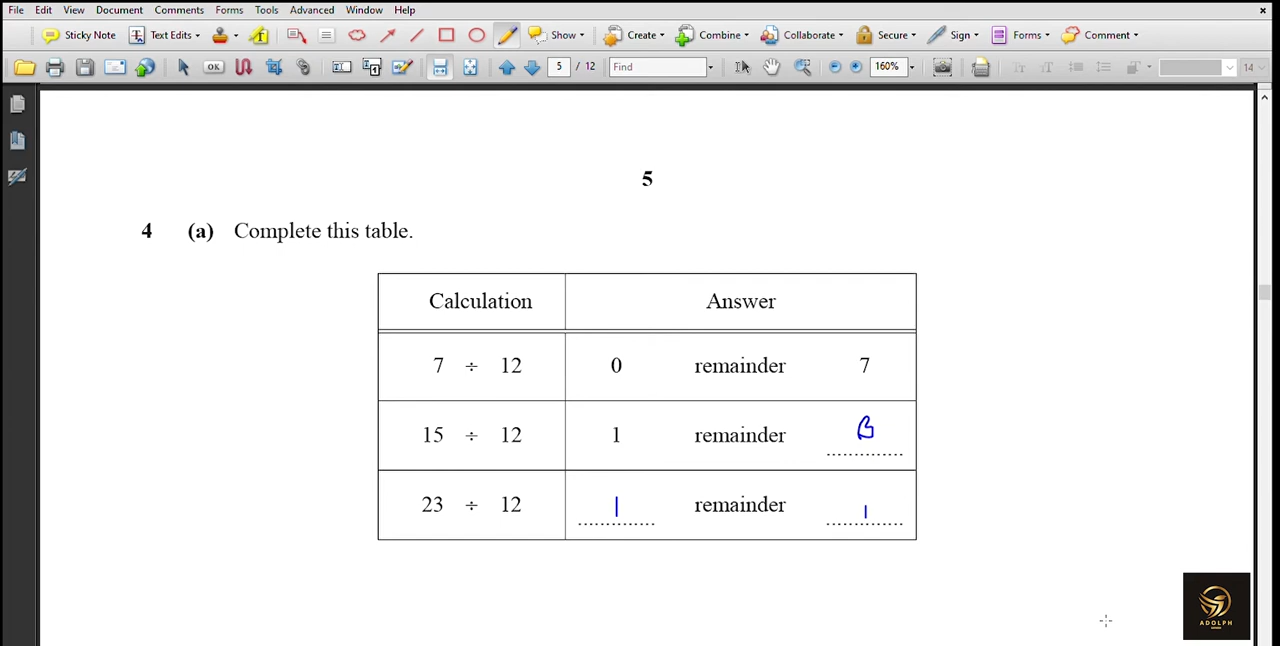 File Edit View Document Comments Forms Tools Advanced Window Help
Sticky Note Text Edits Show Create Combine Collaborate Secure Sign Forms Comment
OK 5 / 12 Find 160% 14
5
4 (a) Complete this table.
Calculation Answer
7 ÷ 12 0 remainder 7
15 ÷ 12 1 remainder
23 ÷ 12 1 remainder 1
ADOLPH